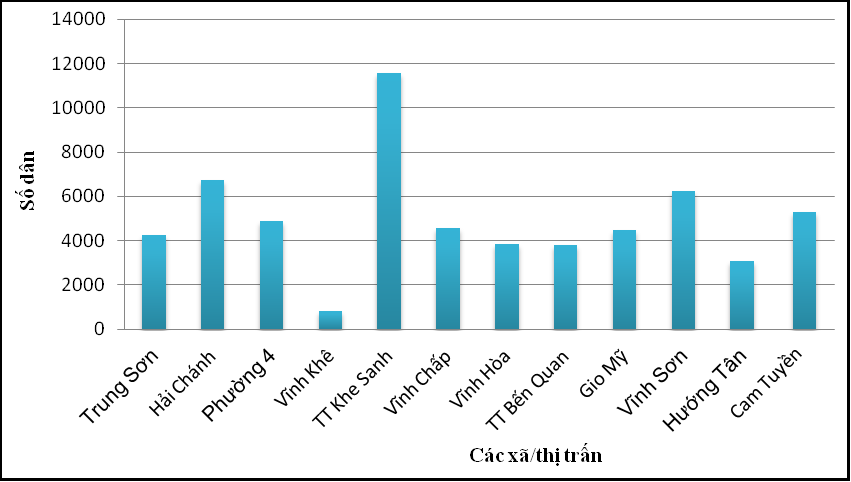 14000
12000
10000
8000
6000
4000
2000
0
Số dân
Trung Sơn
Hải Chánh
Phường 4
Vĩnh Khê
TT Khe Sanh
Vĩnh Chấp
Vĩnh Hòa
TT Bến Quan
Gio Mỹ
Vĩnh Sơn
Hướng Tân
Cam Tuyền
Các xã/thị trấn